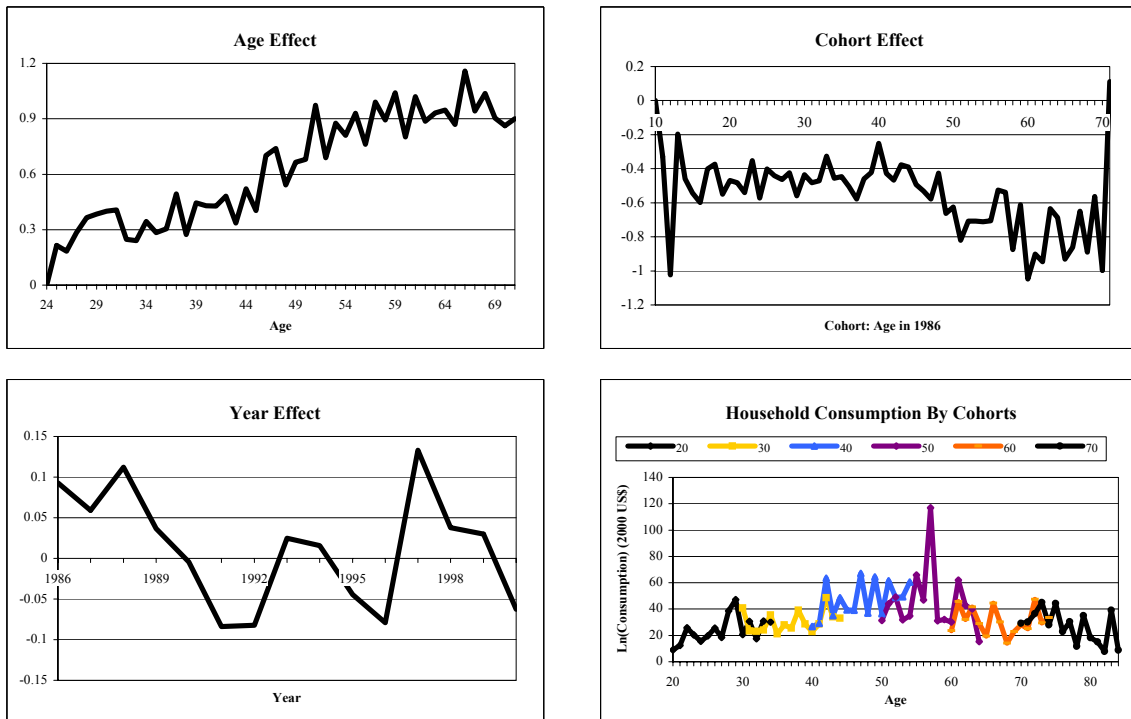 Age Effect
1.2
0.9
0.6
0.3
0
24 29 34 39 44 49 54 59 64 69
Age
Cohort Effect
0.2
0
-0.2
-0.4
-0.6
-0.8
-1
-1.2
10 20 30 40 50 60 70
Cohort: Age in 1986
Year Effect
0.15
0.1
0.05
0
-0.05
-0.1
-0.15
1986 1989 1992 1995 1998
Year
Household Consumption By Cohorts
20 30 40 50 60 70
Ln(Consumption) (2000 US$)
140
120
100
80
60
40
20
0
20 30 40 50 60 70 80
Age